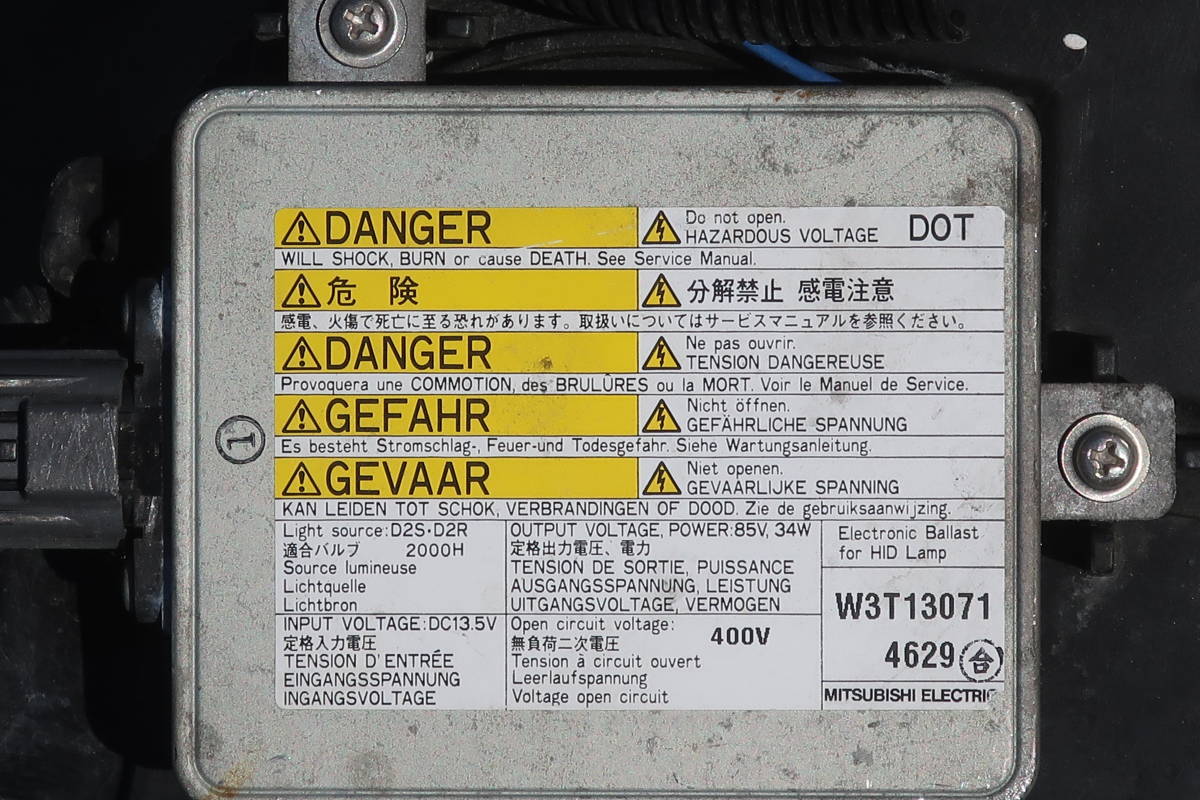 DANGER
Do not open.
HAZARDOUS VOLTAGE
DOT
WILL SHOCK, BURN or cause DEATH. See Service Manual.
危 険
分解禁止 感電注意
感電、火傷で死亡に至る恐れがあります。取扱いについてはサービスマニュアルを参照ください。
DANGER
Ne pas ouvrir.
TENSION DANGEREUSE
Provoquera une COMMOTION, des BRULÛRES ou la MORT. Voir le Manuel de Service.
GEFAHR
Nicht öffnen.
GEFÄHRLICHE SPANNUNG
Es besteht Stromschlag-, Feuer-und Todesgefahr. Siehe Wartungsanleitung.
GEVAAR
Niet openen.
GEVAARLIJKE SPANNING
KAN LEIDEN TOT SCHOK, VERBRANDINGEN OF DOOD. Zie de gebruiksaanwijzing.
Light source:D2S·D2R
適合バルブ 2000H
Source lumineuse
Lichtquelle
Lichtbron
OUTPUT VOLTAGE, POWER:85V, 34W
定格出力電圧、電力
TENSION DE SORTIE, PUISSANCE
AUSGANGSSPANNUNG, LEISTUNG
UITGANGSVOLTAGE, VERMOGEN
Electronic Ballast
for HID Lamp
W3T13071
4629 台
MITSUBISHI ELECTRIC
INPUT VOLTAGE:DC13.5V
定格入力電圧
TENSION D'ENTRÉE
EINGANGSSPANNUNG
INGANGSVOLTAGE
Open circuit voltage:
400V
無負荷二次電圧
Tension à circuit ouvert
Leerlaufspannung
Voltage open circuit
1